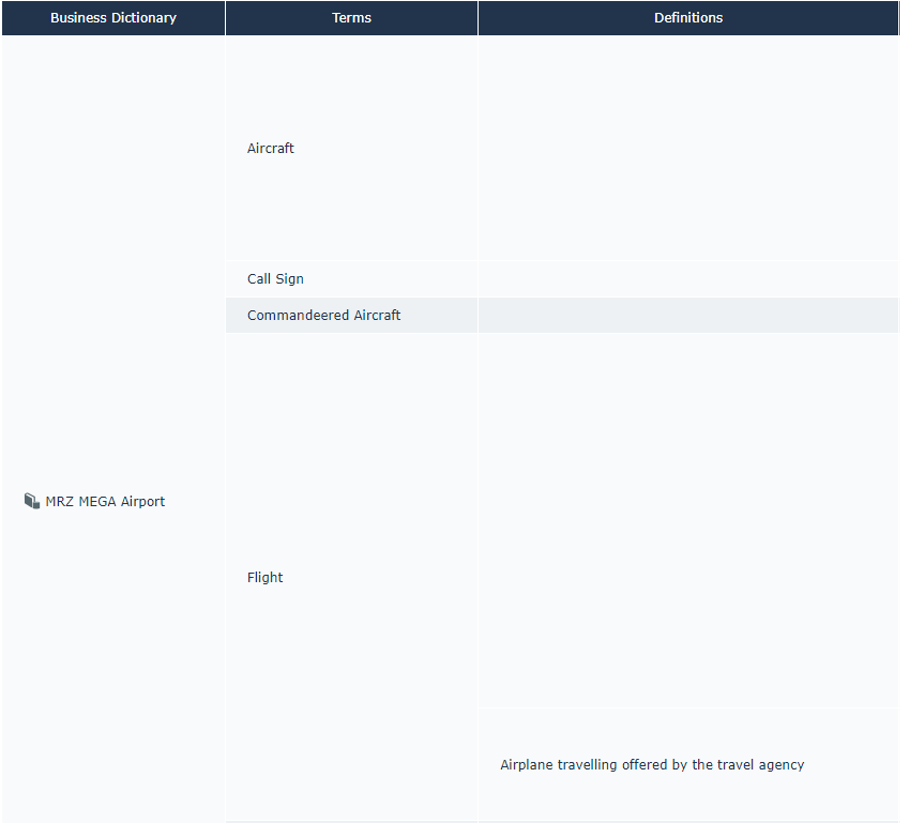 Business Dictionary Terms Definitions
Aircraft
Call Sign
Commandeered Aircraft
MRZ MEGA Airport
Flight
Airplane travelling offered by the travel agency